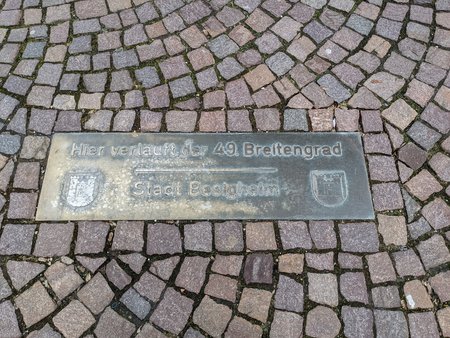 Hier verläuft der 49. Breitengrad
Stadt Besigheim